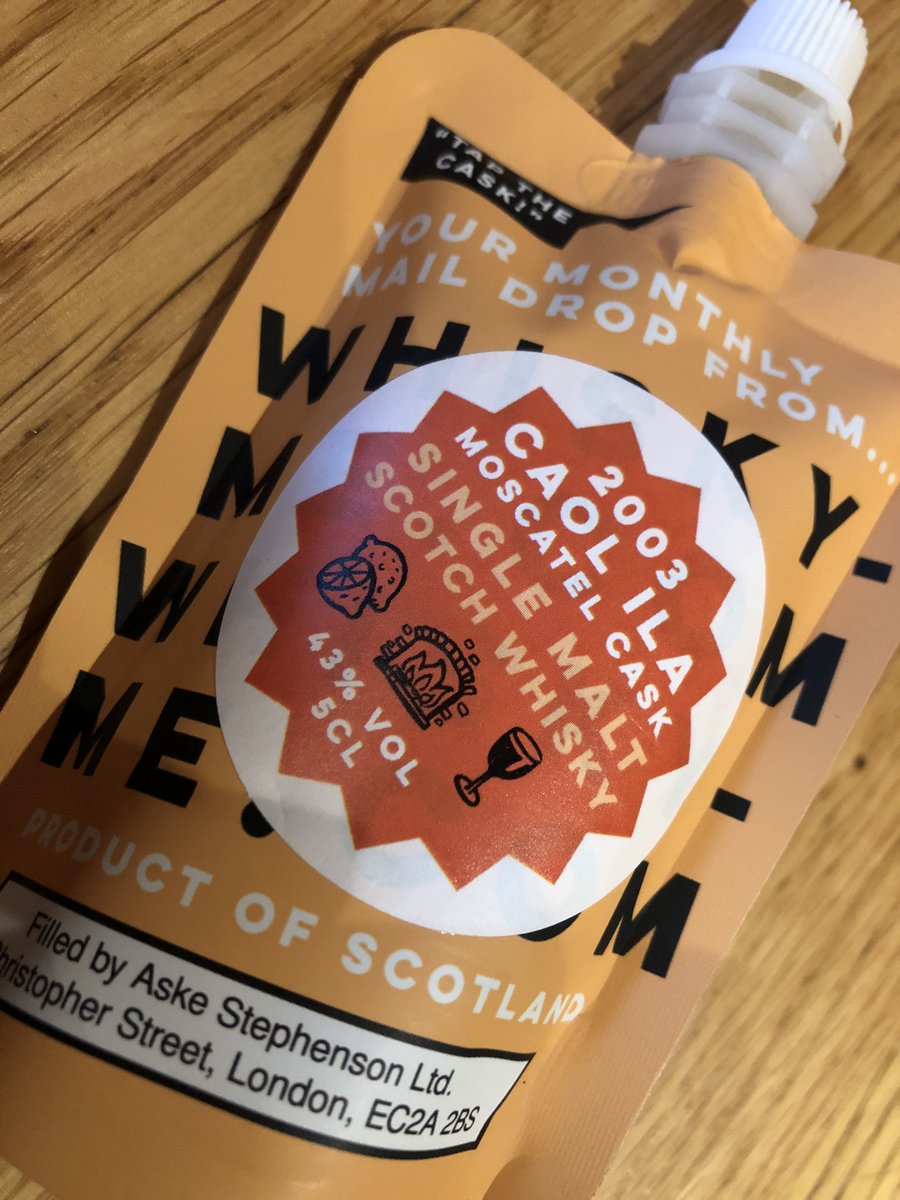 "TAP THE
CASK!"
YOUR MONTHLY
MAIL DROP FROM...
WHISKY-
2003
CAOL ILA
MOSCATEL CASK
SINGLE MALT
SCOTCH WHISKY
43% VOL
5CL
PRODUCT OF SCOTLAND
Filled by Aske Stephenson Ltd.
Christopher Street, London, EC2A 2BS